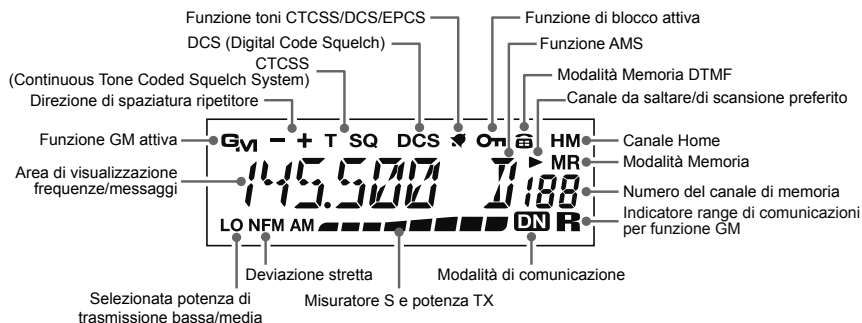 Funzione toni CTCSS/DCS/EPCS
Funzione di blocco attiva
DCS (Digital Code Squelch)
Funzione AMS
CTCSS
(Continuous Tone Coded Squelch System)
Modalità Memoria DTMF
Direzione di spaziatura ripetitore
Canale da saltare/di scansione preferito
Funzione GM attiva
GM − + T SQ DCS HM
Canale Home
MR
Modalità Memoria
Area di visualizzazione
frequenze/messaggi
145.500 D 188
Numero del canale di memoria
LO NFM AM DN R
Indicatore range di comunicazioni
per funzione GM
Deviazione stretta
Modalità di comunicazione
Selezionata potenza di
trasmissione bassa/media
Misuratore S e potenza TX